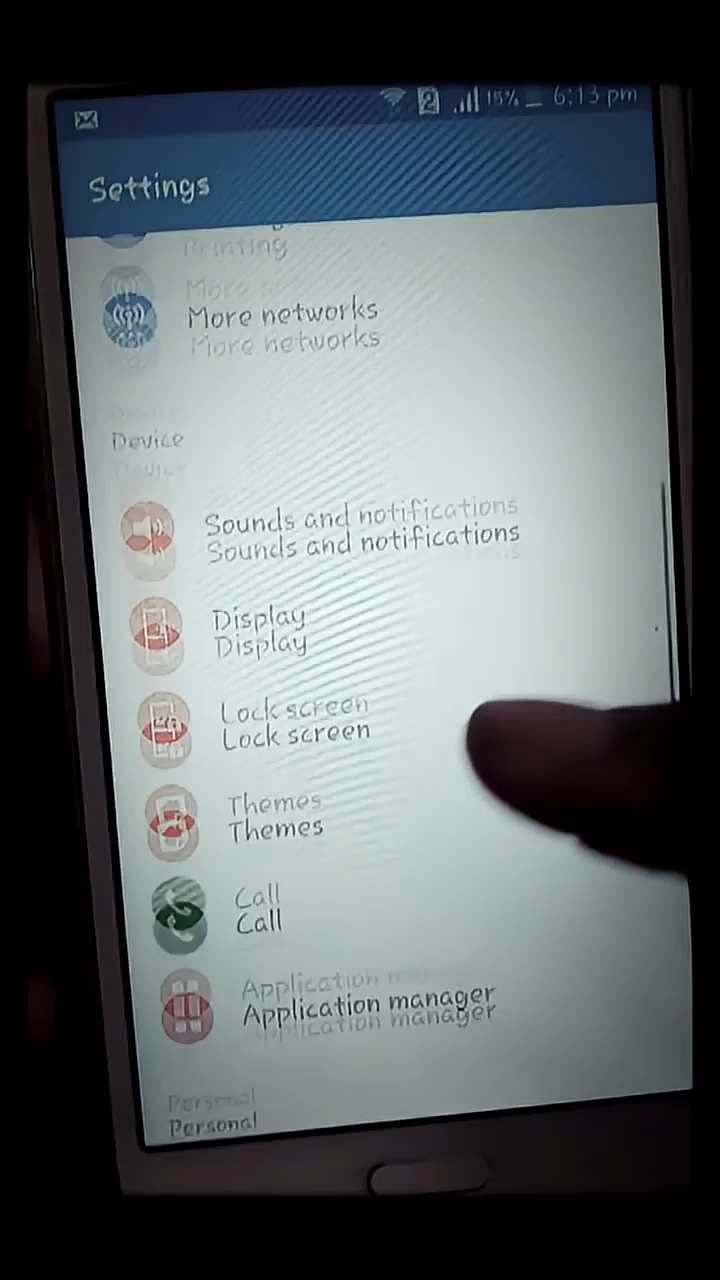 2 15% 6:13 pm
Settings
Printing
More networks
Device
Sounds and notifications
Display
Lock screen
Themes
Call
Application manager
Personal